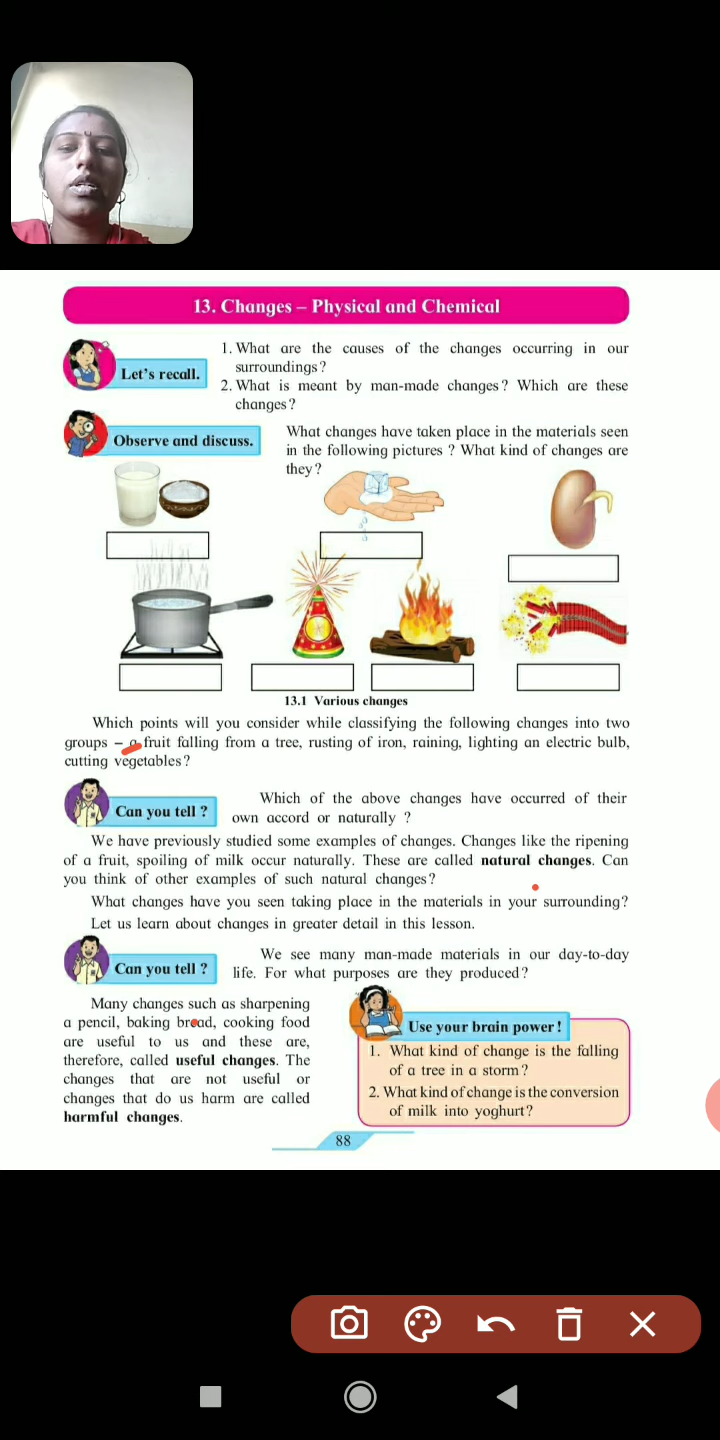 13. Changes – Physical and Chemical
Let's recall.
1. What are the causes of the changes occurring in our
surroundings?
2. What is meant by man-made changes? Which are these
changes?
Observe and discuss.
What changes have taken place in the materials seen
in the following pictures ? What kind of changes are
they?
13.1 Various changes
Which points will you consider while classifying the following changes into two
groups – a fruit falling from a tree, rusting of iron, raining, lighting an electric bulb,
cutting vegetables?
Can you tell ?
Which of the above changes have occurred of their
own accord or naturally ?
We have previously studied some examples of changes. Changes like the ripening
of a fruit, spoiling of milk occur naturally. These are called natural changes. Can
you think of other examples of such natural changes?
What changes have you seen taking place in the materials in your surrounding?
Let us learn about changes in greater detail in this lesson.
Can you tell ?
We see many man-made materials in our day-to-day
life. For what purposes are they produced?
Many changes such as sharpening
a pencil, baking bread, cooking food
are useful to us and these are,
therefore, called useful changes. The
changes that are not useful or
changes that do us harm are called
harmful changes.
Use your brain power !
1. What kind of change is the falling
of a tree in a storm?
2. What kind of change is the conversion
of milk into yoghurt?
88